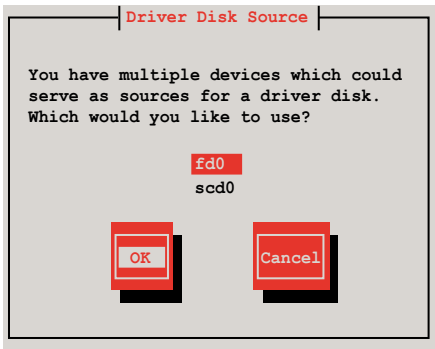 Driver Disk Source
You have multiple devices which could
serve as sources for a driver disk.
Which would you like to use?
fd0
scd0
OK
Cancel